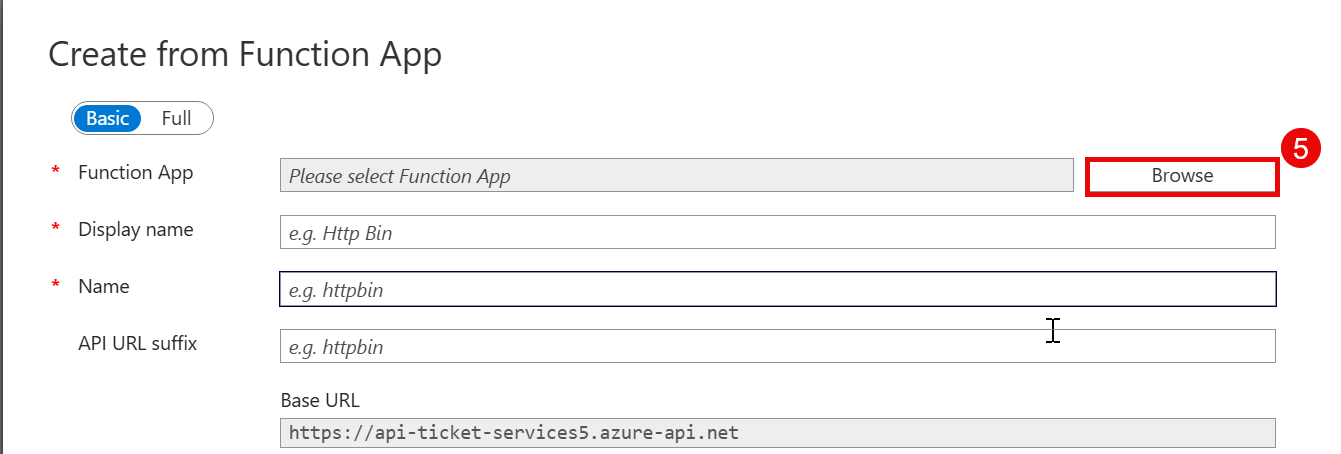 Create from Function App
Basic Full
5
* Function App Please select Function App Browse
* Display name e.g. Http Bin
* Name e.g. httpbin
API URL suffix e.g. httpbin
Base URL
https://api-ticket-services5.azure-api.net